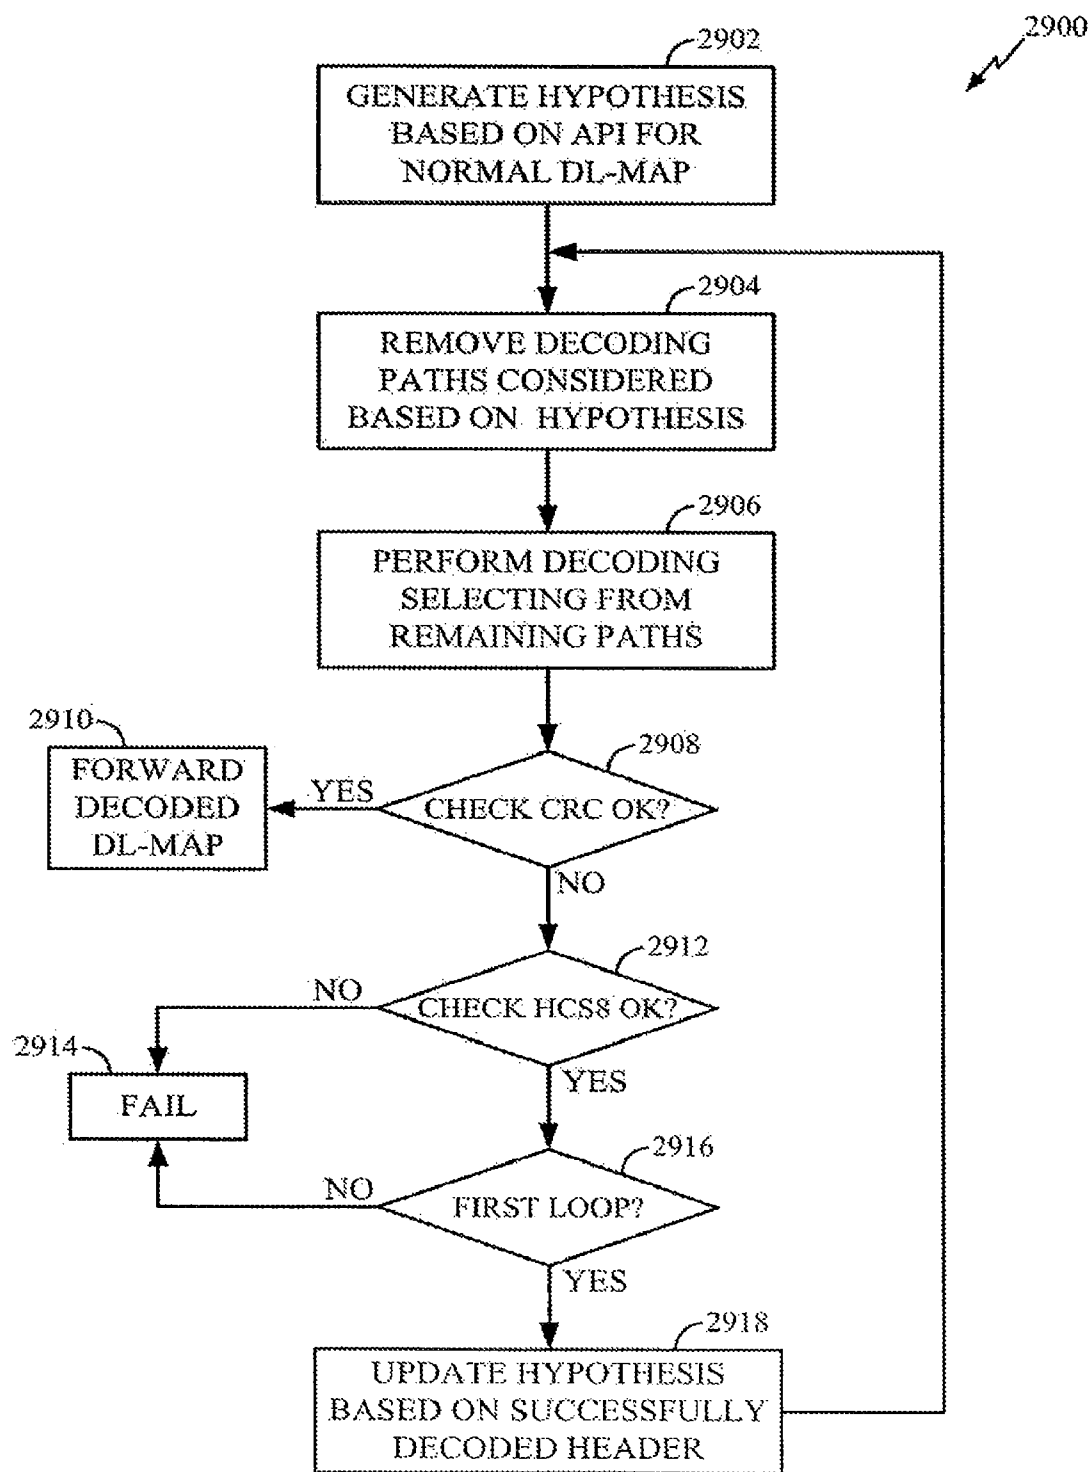 2900
2902
GENERATE HYPOTHESIS
BASED ON API FOR
NORMAL DL-MAP
2904
REMOVE DECODING
PATHS CONSIDERED
BASED ON HYPOTHESIS
2906
PERFORM DECODING
SELECTING FROM
REMAINING PATHS
2908
CHECK CRC OK?
YES
2910
FORWARD
DECODED
DL-MAP
NO
2912
CHECK HCS8 OK?
NO
2914
FAIL
YES
2916
FIRST LOOP?
NO
YES
2918
UPDATE HYPOTHESIS
BASED ON SUCCESSFULLY
DECODED HEADER